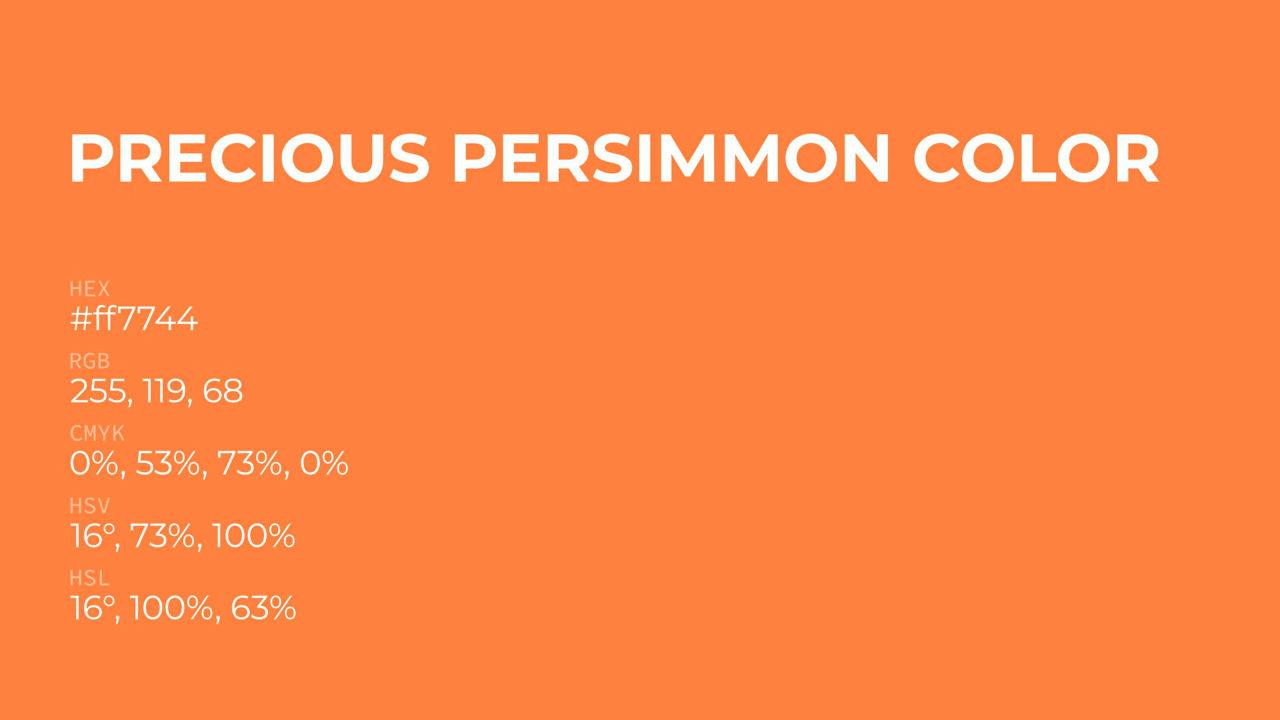 PRECIOUS PERSIMMON COLOR
HEX
#ff7744
RGB
255, 119, 68
CMYK
0%, 53%, 73%, 0%
HSV
16°, 73%, 100%
HSL
16°, 100%, 63%